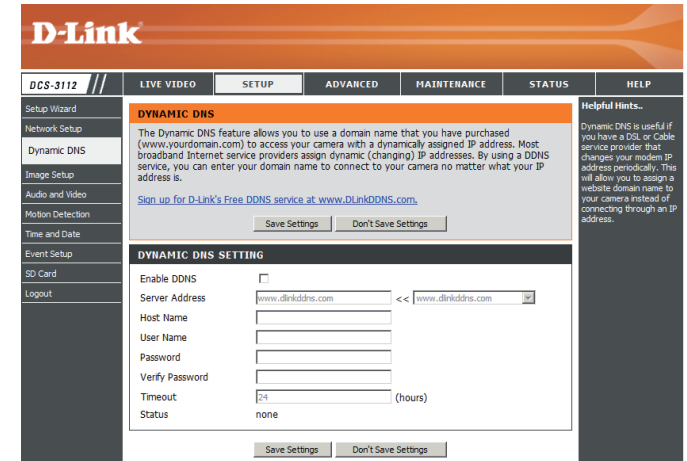 D-Link
DCS-3112 //
LIVE VIDEO
SETUP
ADVANCED
MAINTENANCE
STATUS
HELP
Setup Wizard
Network Setup
Dynamic DNS
Image Setup
Audio and Video
Motion Detection
Time and Date
Event Setup
SD Card
Logout
DYNAMIC DNS
The Dynamic DNS feature allows you to use a domain name that you have purchased
(www.yourdomain.com) to access your camera with a dynamically assigned IP address. Most
broadband Internet service providers assign dynamic (changing) IP addresses. By using a DDNS
service, you can enter your domain name to connect to your camera no matter what your IP
address is.
Sign up for D-Link's Free DDNS service at www.DLinkDDNS.com.
Save Settings
Don't Save Settings
DYNAMIC DNS SETTING
Enable DDNS
Server Address www.dlinkddns.com << www.dlinkddns.com
Host Name
User Name
Password
Verify Password
Timeout 24 (hours)
Status none
Save Settings
Don't Save Settings
Helpful Hints..
Dynamic DNS is useful if
you have a DSL or Cable
service provider that
changes your modem IP
address periodically. This
will allow you to assign a
website domain name to
your camera instead of
connecting through an IP
address.